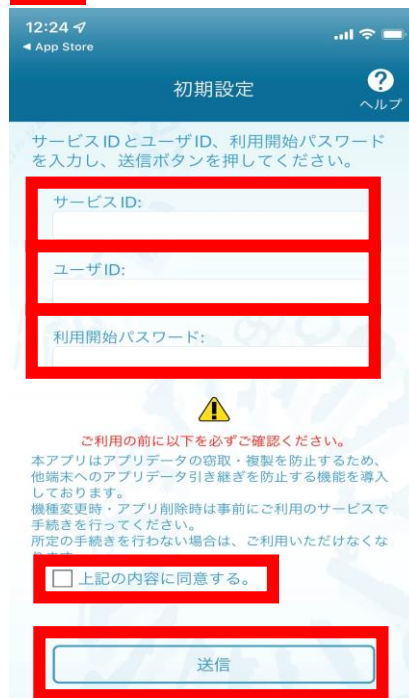 12:24
◀ App Store
初期設定
?
ヘルプ
サービスIDとユーザID、利用開始パスワード
を入力し、送信ボタンを押してください。
サービスID:
ユーザID:
利用開始パスワード:
ご利用の前に以下を必ずご確認ください。
本アプリはアプリデータの窃取・複製を防止するため、
他端末へのアプリデータ引き継ぎを防止する機能を導入
しております。
機種変更時・アプリ削除時は事前にご利用のサービスで
手続きを行ってください。
所定の手続きを行わない場合は、ご利用いただけなくな
上記の内容に同意する。
送信